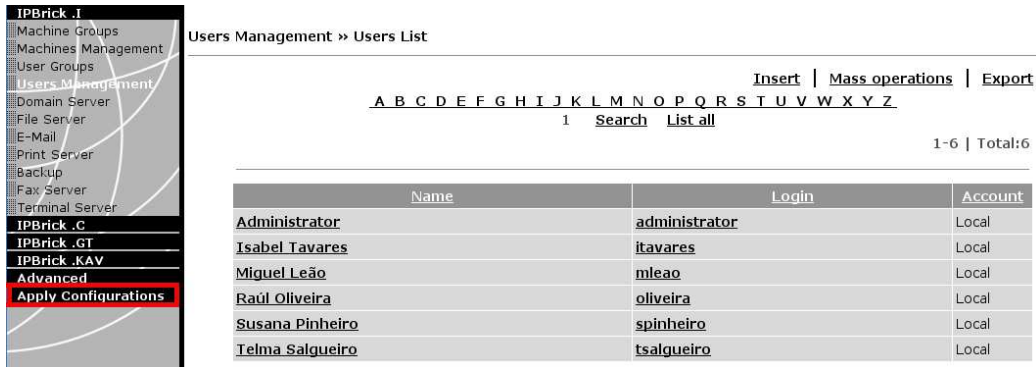 IPBrick .I
Machine Groups
Machines Management
User Groups
Users Management
Domain Server
File Server
E-Mail
Print Server
Backup
Fax Server
Terminal Server
IPBrick .C
IPBrick .GT
IPBrick .KAV
Advanced
Apply Configurations
Users Management » Users List
Insert | Mass operations | Export
A B C D E F G H I J K L M N O P Q R S T U V W X Y Z
1 Search List all
1-6 | Total:6
Name Login Account
Administrator administrator Local
Isabel Tavares itavares Local
Miguel Leão mleao Local
Raúl Oliveira oliveira Local
Susana Pinheiro spinheiro Local
Telma Salgueiro tsalgueiro Local